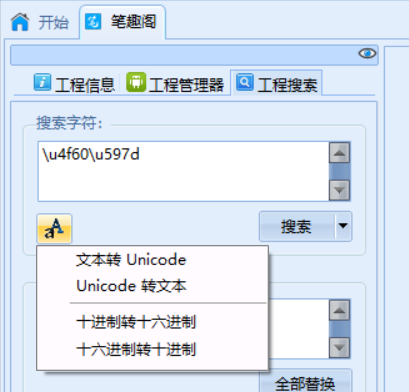 开始
笔趣阁
工程信息
工程管理器
工程搜索
搜索字符:
\u4f60\u597d
aA
搜索
文本转 Unicode
Unicode 转文本
十进制转十六进制
十六进制转十进制
全部替换